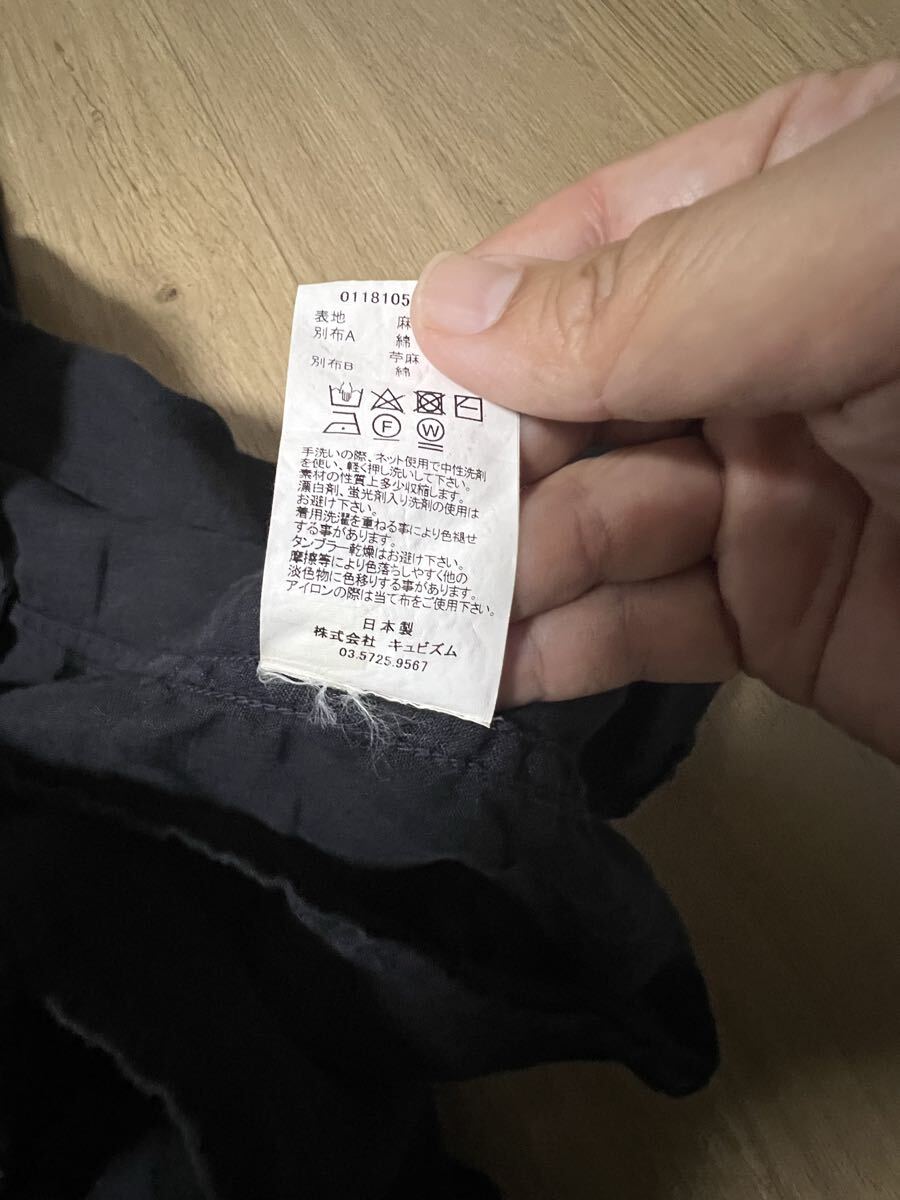 0118105
表地 麻
別布A 綿
苧麻
別布B 綿
F W
手洗いの際、ネット使用で中性洗剤
を使い、軽く押し洗いして下さい。
素材の性質上多少収縮します。
漂白剤、蛍光剤入り洗剤の使用は
お避け下さい。
着用洗濯を重ねる事により色褪せ
する事があります。
タンブラー乾燥はお避け下さい。
摩擦等により色落ちしやすく他の
淡色物に色移りする事があります。
アイロンの際は当て布をご使用下さい。
日本製
株式会社 キュビズム
03.5725.9567